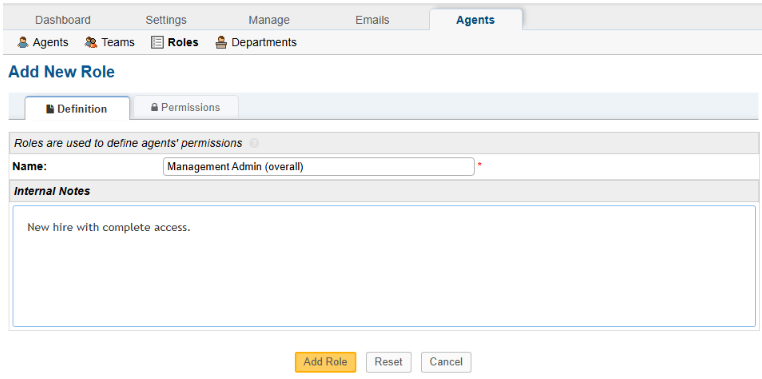 Dashboard Settings Manage Emails Agents
Agents Teams Roles Departments
Add New Role
Definition Permissions
Roles are used to define agents' permissions ?
Name: Management Admin (overall) *
Internal Notes
New hire with complete access.
Add Role Reset Cancel